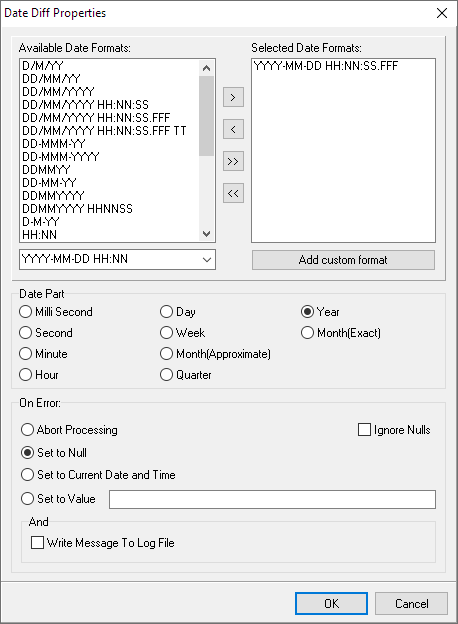 Date Diff Properties
Available Date Formats:
Selected Date Formats:
D/M/YY
DD/MM/YY
DD/MM/YYYY
DD/MM/YYYY HH:NN:SS
DD/MM/YYYY HH:NN:SS.FFF
DD/MM/YYYY HH:NN:SS.FFF TT
DD-MMM-YY
DD-MMM-YYYY
DDMMYY
DD-MM-YY
DDMMYYYY
DDMMYYYY HHNNSS
D-M-YY
HH:NN
>
<
>>
<<
YYYY-MM-DD HH:NN:SS.FFF
YYYY-MM-DD HH:NN
Add custom format
Date Part
Milli Second
Day
Year
Second
Week
Month(Exact)
Minute
Month(Approximate)
Hour
Quarter
On Error:
Abort Processing
Ignore Nulls
Set to Null
Set to Current Date and Time
Set to Value
And
Write Message To Log File
OK
Cancel